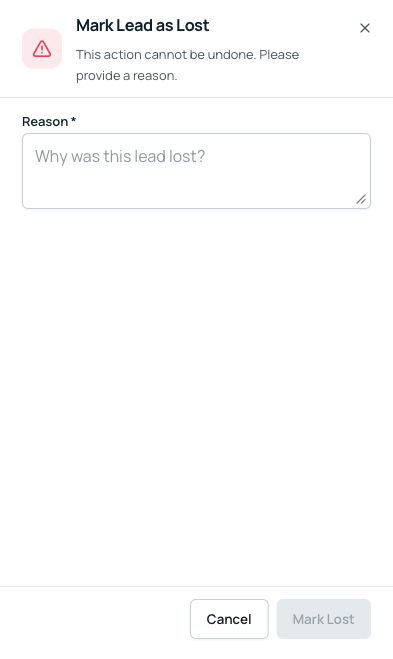 Mark Lead as Lost
This action cannot be undone. Please
provide a reason.
Reason *
Why was this lead lost?
Cancel
Mark Lost